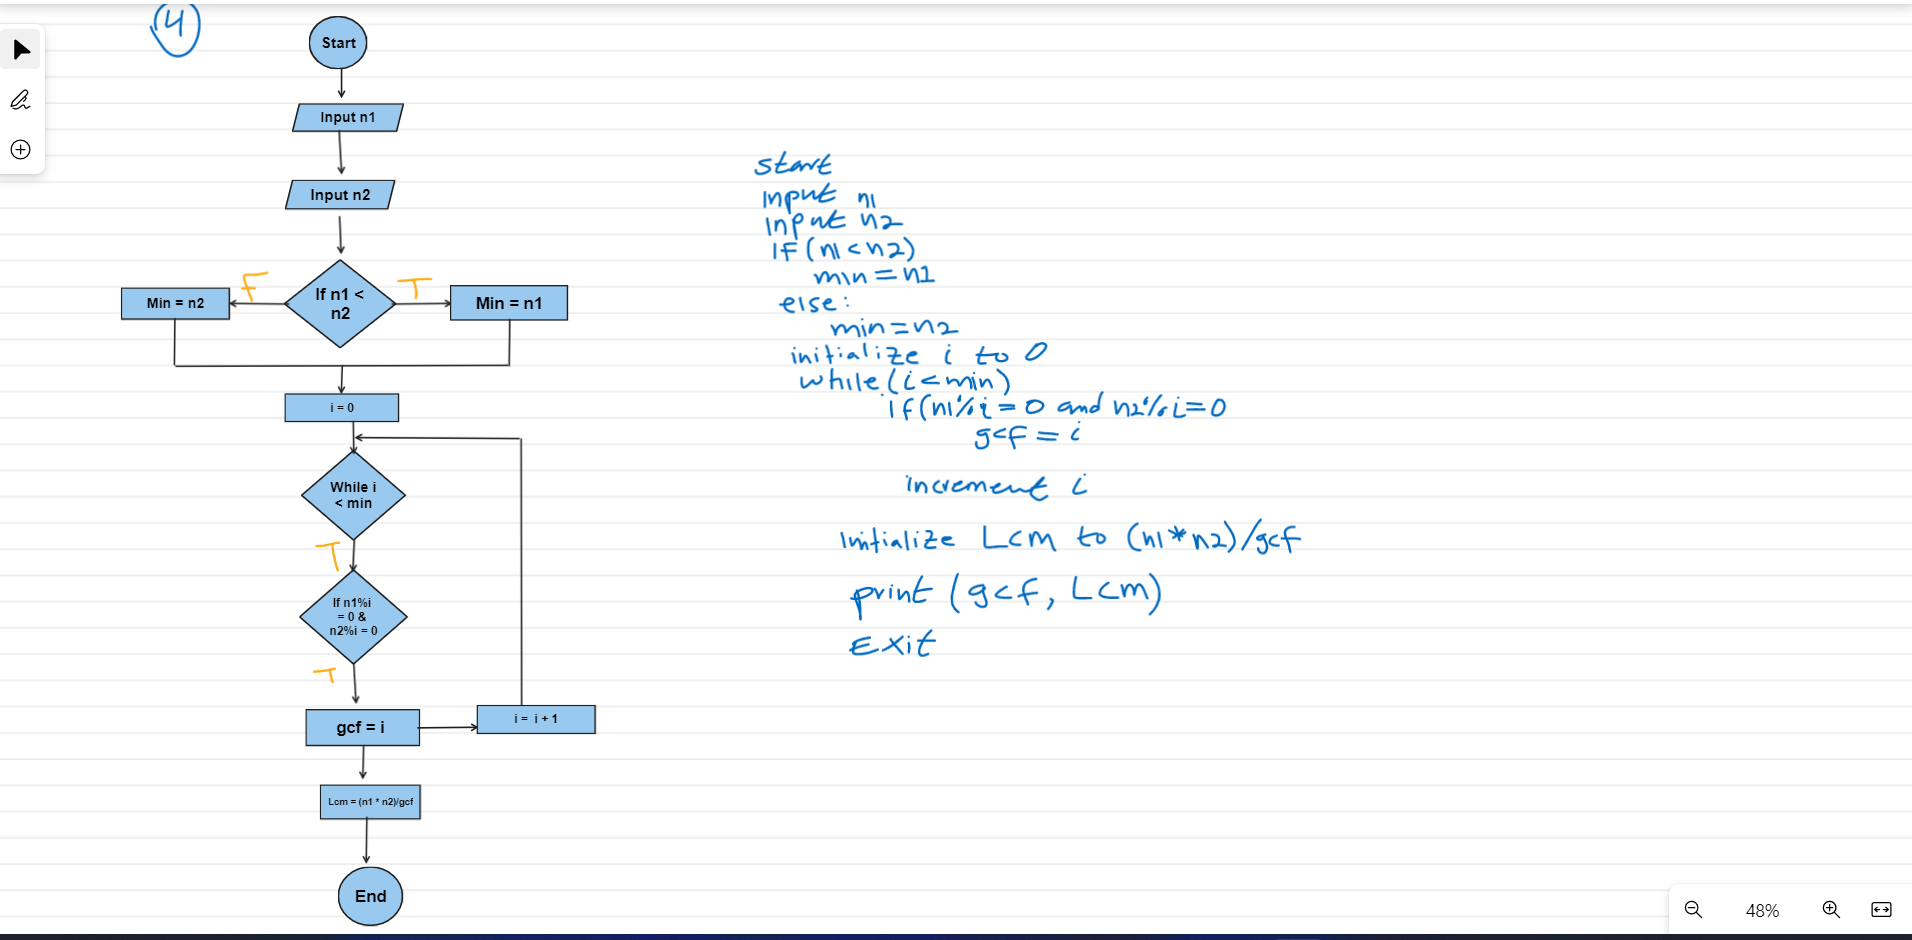 4
Start
Input n1
Input n2
F
T
Min = n2
If n1 <
n2
Min = n1
i = 0
While i
< min
T
If n1%i
= 0 &
n2%i = 0
T
gcf = i
i = i + 1
Lcm = (n1 * n2)/gcf
End
start
input n1
input n2
if (n1 < n2)
min = n1
else:
min = n2
initialize i to 0
while (i < min)
if (n1%i = 0 and n2%i = 0
gcf = i
increment i
initialize Lcm to (n1 * n2)/gcf
print (gcf, Lcm)
Exit
48%